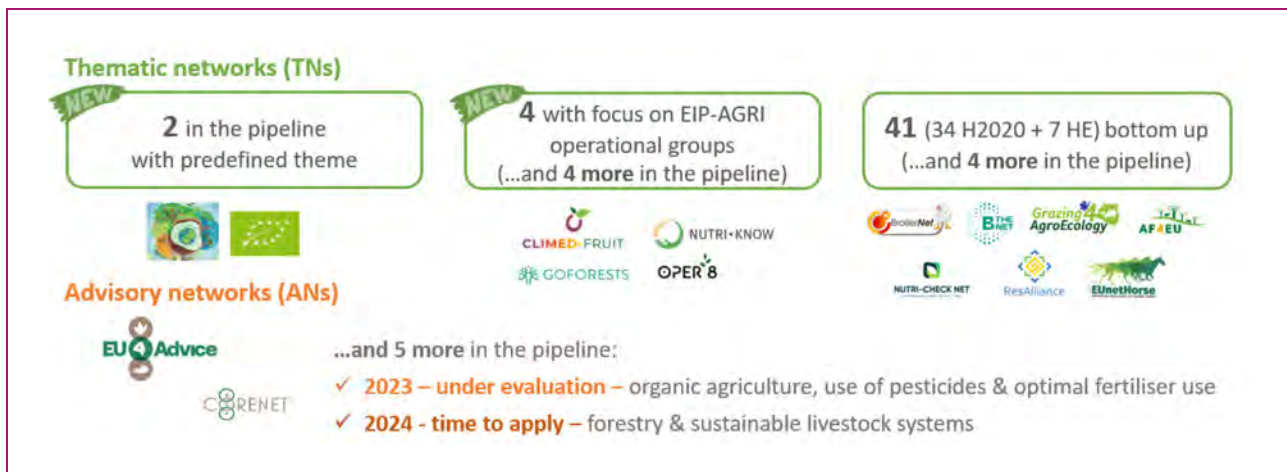 Thematic networks (TNs)
NEW
2 in the pipeline
with predefined theme
NEW
4 with focus on EIP-AGRI
operational groups
(...and 4 more in the pipeline)
41 (34 H2020 + 7 HE) bottom up
(...and 4 more in the pipeline)
CLIMED-FRUIT
NUTRI•KNOW
GOFORESTS
OPER8
BroilerNet
B THE NET
Grazing4
AgroEcology
AF4EU
NUTRI-CHECK NET
ResAlliance
EUnetHorse
Advisory networks (ANs)
EU4Advice
CORENET
...and 5 more in the pipeline:
✓ 2023 – under evaluation – organic agriculture, use of pesticides & optimal fertiliser use
✓ 2024 - time to apply – forestry & sustainable livestock systems